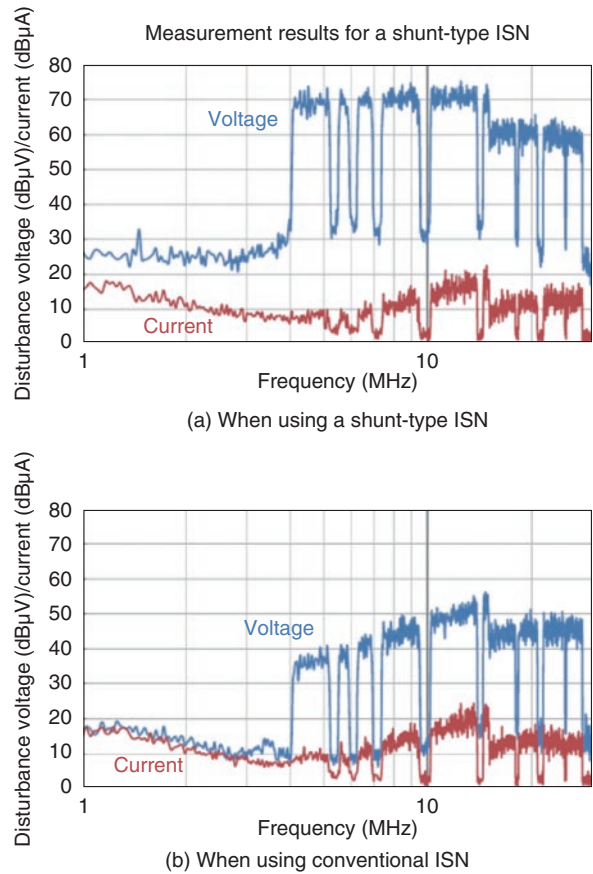 Measurement results for a shunt-type ISN
Disturbance voltage (dBµV)/current (dBµA)
80
70
60
50
40
30
20
10
0
Voltage
Current
1
10
Frequency (MHz)
(a) When using a shunt-type ISN
Disturbance voltage (dBµV)/current (dBµA)
80
70
60
50
40
30
20
10
0
Voltage
Current
1
10
Frequency (MHz)
(b) When using conventional ISN